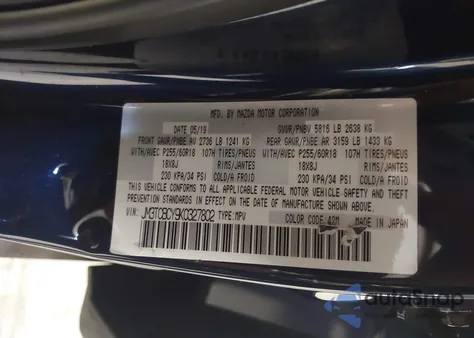 MFD. BY MAZDA MOTOR CORPORATION
DATE 05/19 GVWR/PNBV 5816 LB 2638 KG
FRONT GAWR/PNBE AV 2736 LB 1241 KG REAR GAWR/PNBE AR 3159 LB 1433 KG
WITH/AVEC P255/60R18 107H TIRES/PNEUS WITH/AVEC P255/60R18 107H TIRES/PNEUS
18X8J RIMS/JANTES 18X8J RIMS/JANTES
230 KPA/34 PSI COLD/A FROID 230 KPA/34 PSI COLD/A FROID
THIS VEHICLE CONFORMS TO ALL APPLICABLE FEDERAL MOTOR VEHICLE SAFETY AND THEFT
PREVENTION STANDARDS IN EFFECT ON THE DATE OF MANUFACTURE SHOWN ABOVE.
VIN: JM3TCBCY9K0327802 TYPE: MPV COLOR CODE: 42M MADE IN JAPAN
autoSnap